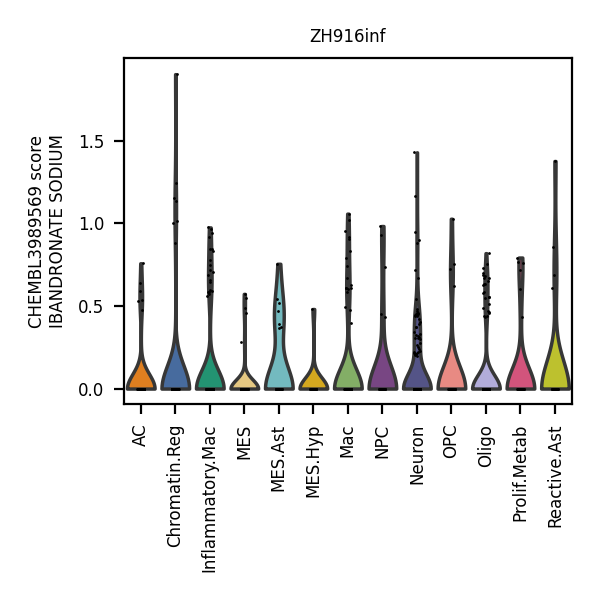 ZH916inf
CHEMBL3989569 score
IBANDRONATE SODIUM
1.5
1.0
0.5
0.0
AC
Chromatin.Reg
Inflammatory.Mac
MES
MES.Ast
MES.Hyp
Mac
NPC
Neuron
OPC
Oligo
Prolif.Metab
Reactive.Ast